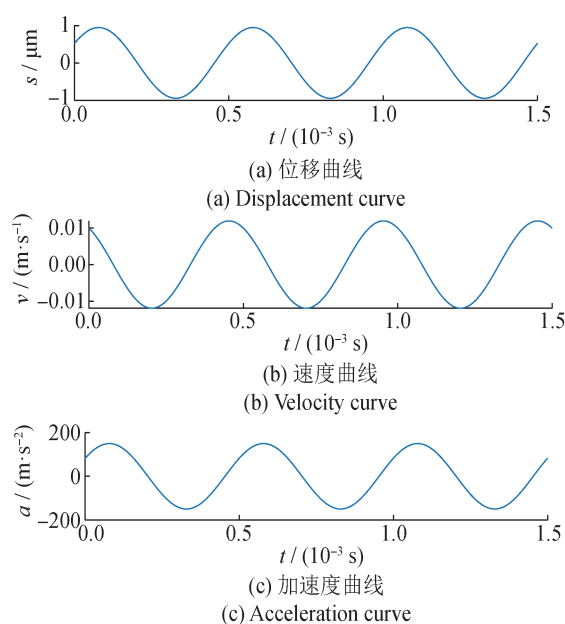 s / μm
1
0
−1
0.0 0.5 1.0 1.5
t / (10⁻³ s)
(a) 位移曲线
(a) Displacement curve
v / (m·s⁻¹)
0.01
0.00
−0.01
0.0 0.5 1.0 1.5
t / (10⁻³ s)
(b) 速度曲线
(b) Velocity curve
a / (m·s⁻²)
200
0
−200
0.0 0.5 1.0 1.5
t / (10⁻³ s)
(c) 加速度曲线
(c) Acceleration curve